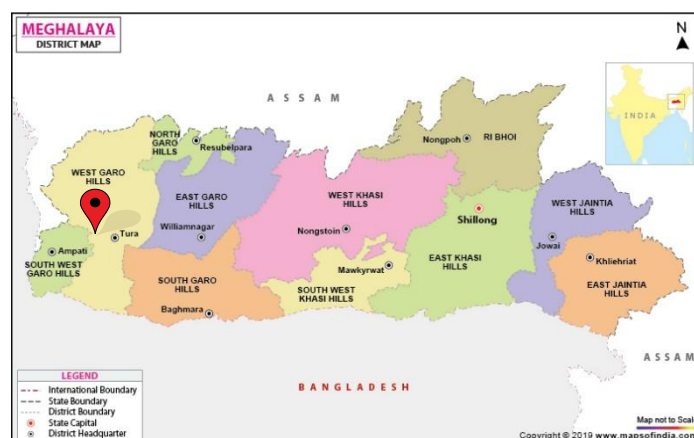 MEGHALAYA
DISTRICT MAP
N
ASSAM
INDIA
NORTH
GARO
HILLS
Resubelpara
Nongpoh
RI BHOI
WEST GARO
HILLS
EAST GARO
HILLS
WEST KHASI
HILLS
WEST JAINTIA
HILLS
Shillong
Tura
Williamnagar
Nongstoin
Jowai
Ampati
SOUTH WEST
GARO HILLS
EAST KHASI
HILLS
Khliehriat
Mawkyrwat
SOUTH GARO
HILLS
SOUTH WEST
KHASI HILLS
EAST JAINTIA
HILLS
Baghmara
ASSAM
LEGEND
International Boundary
State Boundary
District Boundary
State Capital
District Headquarter
BANGLADESH
Map not to Scale
Copyright © 2019 www.mapsofindia.com